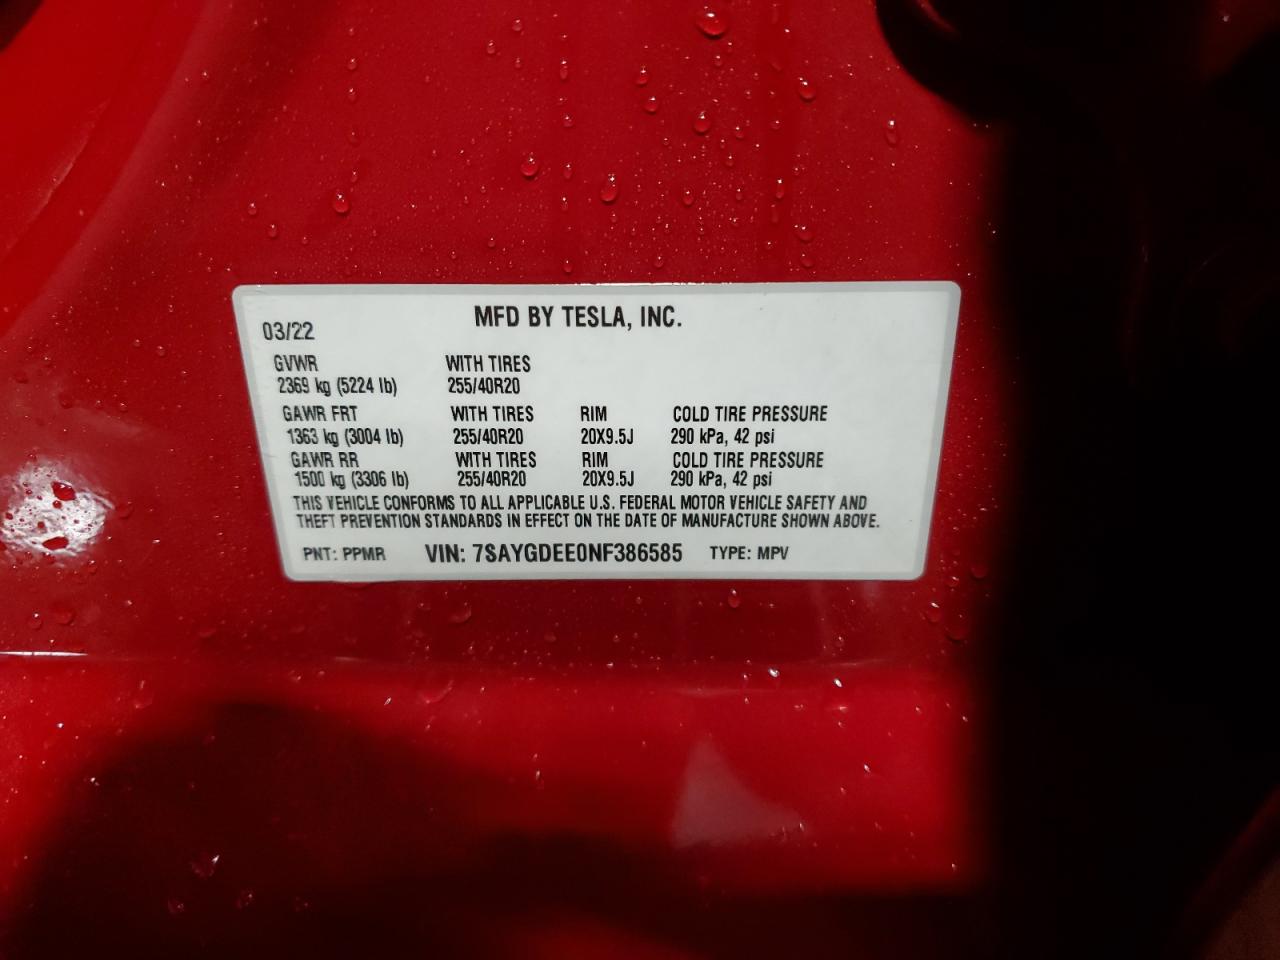 MFD BY TESLA, INC.
03/22
GVWR WITH TIRES
2369 kg (5224 lb) 255/40R20
GAWR FRT WITH TIRES RIM COLD TIRE PRESSURE
1363 kg (3004 lb) 255/40R20 20X9.5J 290 kPa, 42 psi
GAWR RR WITH TIRES RIM COLD TIRE PRESSURE
1500 kg (3306 lb) 255/40R20 20X9.5J 290 kPa, 42 psi
THIS VEHICLE CONFORMS TO ALL APPLICABLE U.S. FEDERAL MOTOR VEHICLE SAFETY AND
THEFT PREVENTION STANDARDS IN EFFECT ON THE DATE OF MANUFACTURE SHOWN ABOVE.
PNT: PPMR VIN: 7SAYGDEE0NF386585 TYPE: MPV